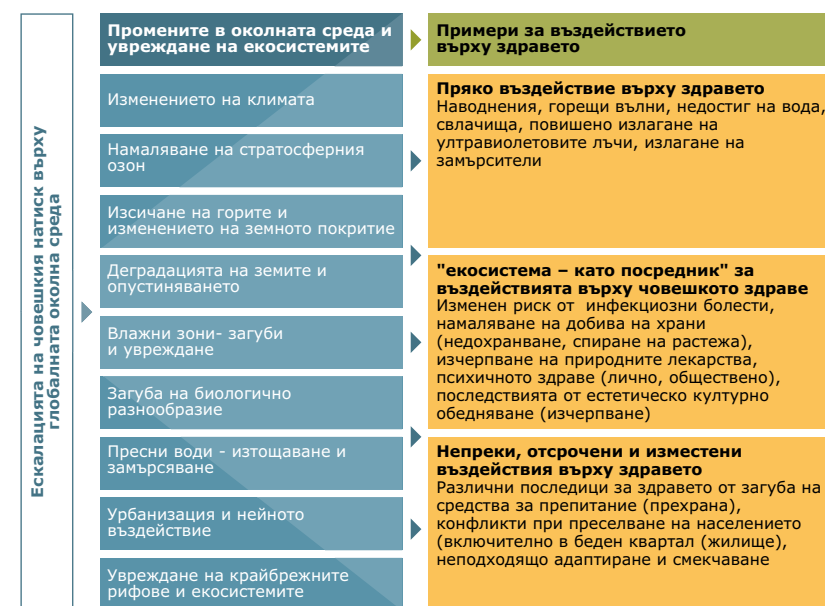 Ескалацията на човешкия натиск върху
глобалната околна среда
Промените в околната среда и
увреждане на екосистемите
Изменението на климата
Намаляване на стратосферния
озон
Изсичане на горите и
изменението на земното покритие
Деградацията на земите и
опустиняването
Влажни зони- загуби
и увреждане
Загуба на биологично
разнообразие
Пресни води - изтощаване и
замърсяване
Урбанизация и нейното
въздействие
Увреждане на крайбрежните
рифове и екосистемите
Примери за въздействието
върху здравето
Пряко въздействие върху здравето
Наводнения, горещи вълни, недостиг на вода,
свлачища, повишено излагане на
ултравиолетовите лъчи, излагане на
замърсители
"екосистема – като посредник" за
въздействията върху човешкото здраве
Изменен риск от инфекциозни болести,
намаляване на добива на храни
(недохранване, спиране на растежа),
изчерпване на природните лекарства,
психичното здраве (лично, обществено),
последствията от естетическо културно
обедняване (изчерпване)
Непреки, отсрочени и изместени
въздействия върху здравето
Различни последици за здравето от загуба на
средства за препитание (прехрана),
конфликти при преселване на населението
(включително в беден квартал (жилище),
неподходящо адаптиране и смекчаване